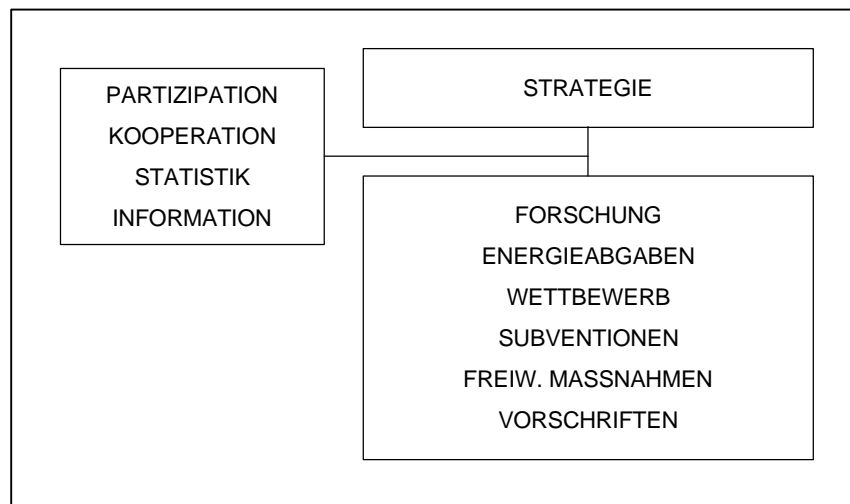 PARTIZIPATION
KOOPERATION
STATISTIK
INFORMATION
STRATEGIE
FORSCHUNG
ENERGIEABGABEN
WETTBEWERB
SUBVENTIONEN
FREIW. MASSNAHMEN
VORSCHRIFTEN